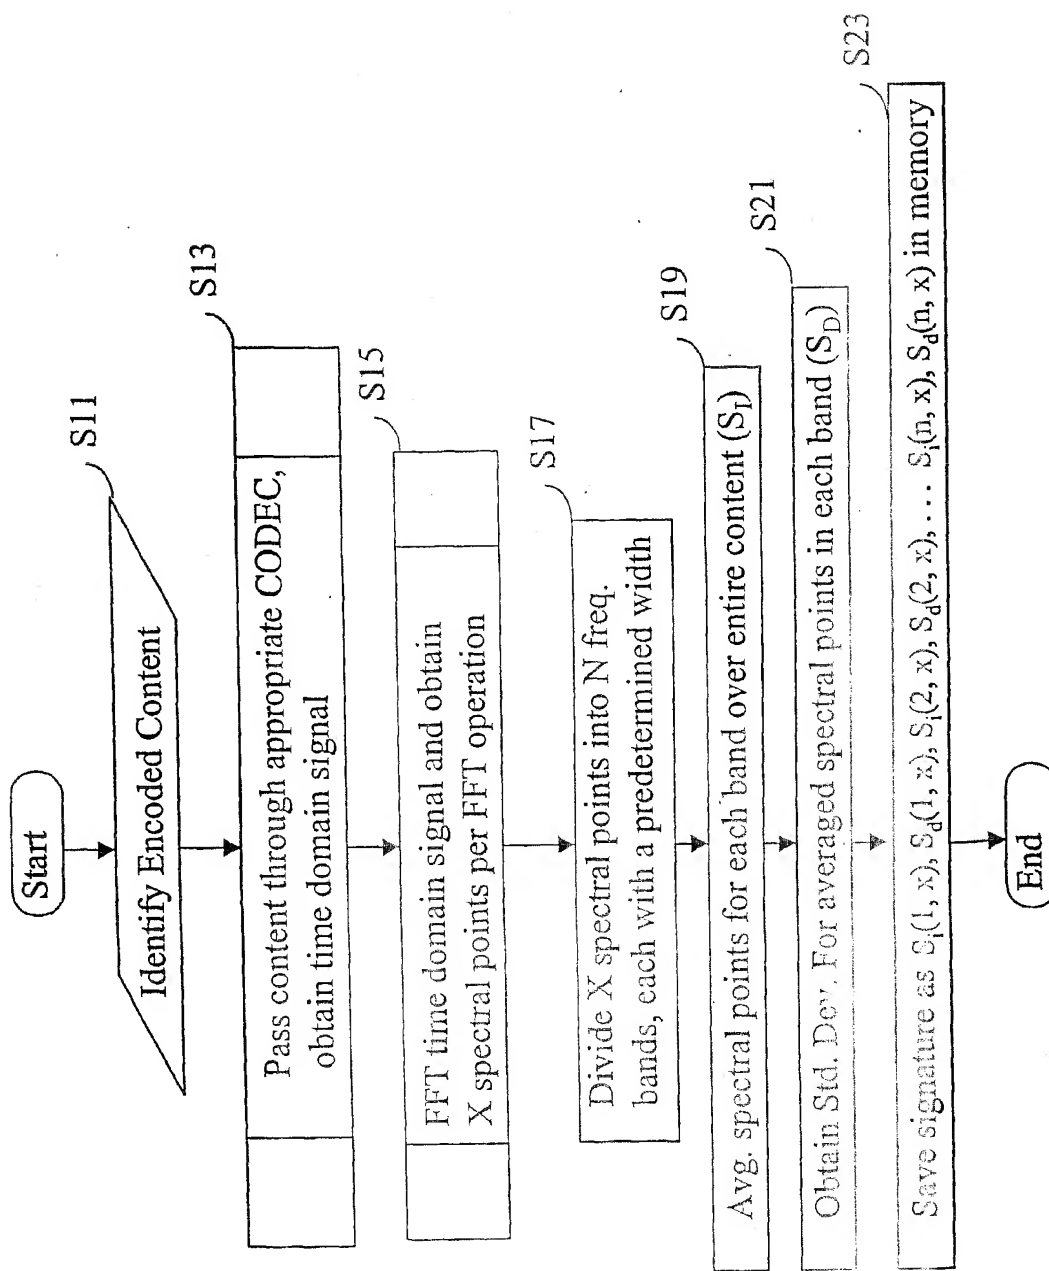 Start
S11
Identify Encoded Content
S13
Pass content through appropriate CODEC,
obtain time domain signal
S15
FFT time domain signal and obtain
X spectral points per FFT operation
S17
Divide X spectral points into N freq.
bands, each with a predetermined width
S19
Avg. spectral points for each band over entire content (S_I)
S21
Obtain Std. Dev. For averaged spectral points in each band (S_D)
S23
Save signature as S_i(1, x), S_d(1, x), S_i(2, x), S_d(2, x), … S_i(n, x), S_d(n, x) in memory
End